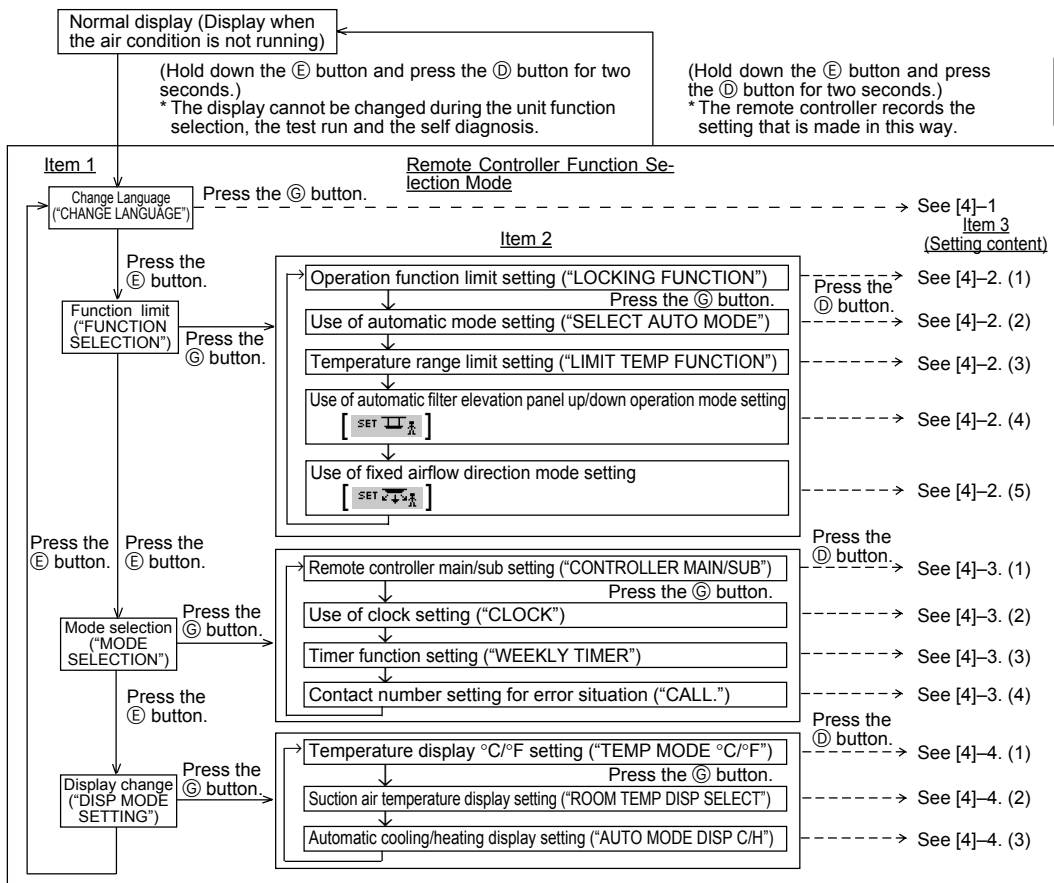 Normal display (Display when
the air condition is not running)
(Hold down the Ⓔ button and press the Ⓓ button for two
seconds.)
* The display cannot be changed during the unit function
selection, the test run and the self diagnosis.
(Hold down the Ⓔ button and press
the Ⓓ button for two seconds.)
* The remote controller records the
setting that is made in this way.
Item 1
Remote Controller Function Se-
lection Mode
Change Language
("CHANGE LANGUAGE")
Press the Ⓖ button.
See [4]–1
Item 3
(Setting content)
Item 2
Press the
Ⓔ button.
Function limit
("FUNCTION
SELECTION")
Press the
Ⓖ button.
Operation function limit setting ("LOCKING FUNCTION")
Press the Ⓖ button.
Press the
Ⓓ button.
See [4]–2. (1)
Use of automatic mode setting ("SELECT AUTO MODE")
See [4]–2. (2)
Temperature range limit setting ("LIMIT TEMP FUNCTION")
See [4]–2. (3)
Use of automatic filter elevation panel up/down operation mode setting
[ SET ]
See [4]–2. (4)
Use of fixed airflow direction mode setting
[ SET ]
See [4]–2. (5)
Press the
Ⓔ button.
Press the
Ⓔ button.
Mode selection
("MODE
SELECTION")
Press the
Ⓖ button.
Remote controller main/sub setting ("CONTROLLER MAIN/SUB")
Press the Ⓖ button.
Press the
Ⓓ button.
See [4]–3. (1)
Use of clock setting ("CLOCK")
See [4]–3. (2)
Timer function setting ("WEEKLY TIMER")
See [4]–3. (3)
Contact number setting for error situation ("CALL.")
See [4]–3. (4)
Press the
Ⓔ button.
Display change
("DISP MODE
SETTING")
Press the
Ⓖ button.
Temperature display °C/°F setting ("TEMP MODE °C/°F")
Press the Ⓖ button.
Press the
Ⓓ button.
See [4]–4. (1)
Suction air temperature display setting ("ROOM TEMP DISP SELECT")
See [4]–4. (2)
Automatic cooling/heating display setting ("AUTO MODE DISP C/H")
See [4]–4. (3)